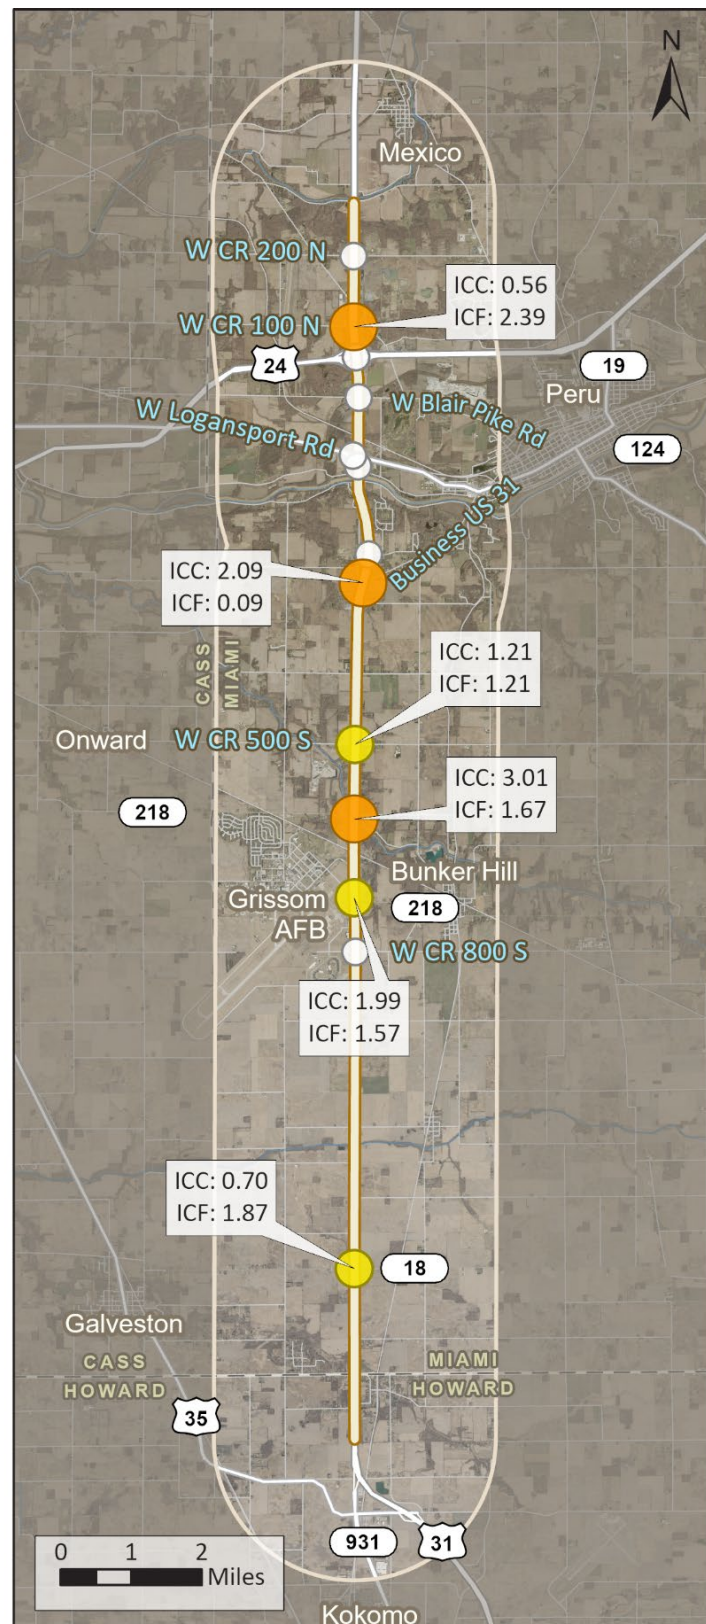 N
Mexico
W CR 200 N
ICC: 0.56
ICF: 2.39
W CR 100 N
24
19
Peru
W Blair Pike Rd
W Logansport Rd
124
Business US 31
ICC: 2.09
ICF: 0.09
CASS
MIAMI
ICC: 1.21
ICF: 1.21
Onward
W CR 500 S
ICC: 3.01
ICF: 1.67
218
Bunker Hill
Grissom
AFB
218
W CR 800 S
ICC: 1.99
ICF: 1.57
ICC: 0.70
ICF: 1.87
18
Galveston
CASS
HOWARD
MIAMI
HOWARD
35
931
31
0 1 2
Miles
Kokomo